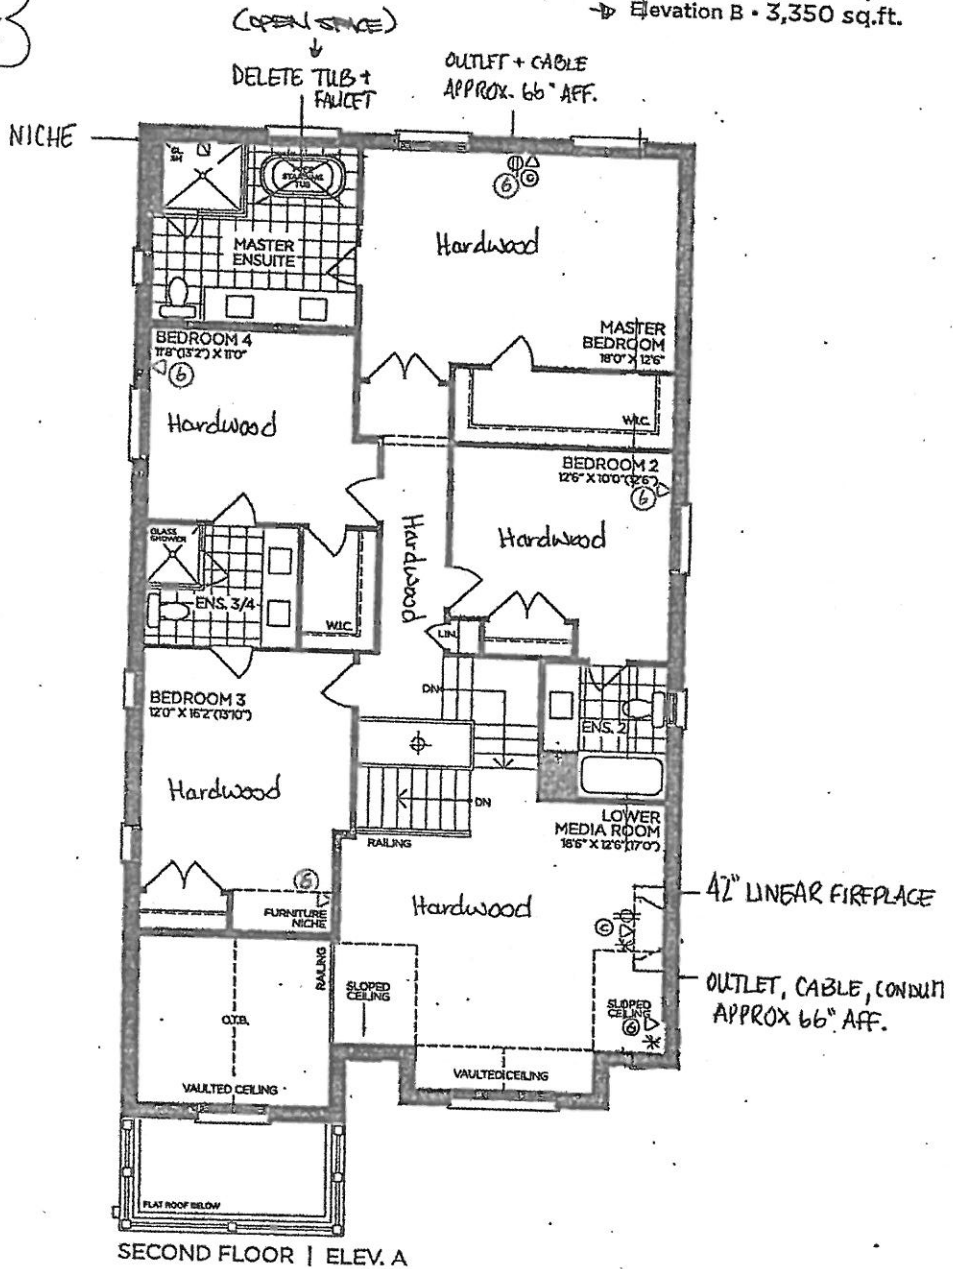 Elevation B • 3,350 sq.ft.
(OPEN SPACE)
DELETE TUB +
FAUCET
OUTLET + CABLE
APPROX. 66" AFF.
NICHE
MASTER
ENSUITE
6
C
Hardwood
MASTER
BEDROOM
18'0" X 12'6"
BEDROOM 4
11'8"(13'2") X 11'0"
6
Hardwood
W.I.C.
BEDROOM 2
12'6" X 10'0"(12'6")
6
Hardwood
Hardwood
GLASS
SHOWER
ENS. 3/4
W.I.C.
LIN.
DN
BEDROOM 3
12'0" X 16'2"(13'10")
ENS. 2
Hardwood
DN
RAILING
LOWER
MEDIA ROOM
18'6" X 12'6"(17'0")
6
FURNITURE
NICHE
Hardwood
42" LINEAR FIREPLACE
C
RAILING
SLOPED
CEILING
SLOPED
CEILING
6
OUTLET, CABLE, CONDUIT
APPROX 66" AFF.
O.T.B.
VAULTED CEILING
VAULTED CEILING
FLAT ROOF BELOW
SECOND FLOOR | ELEV. A